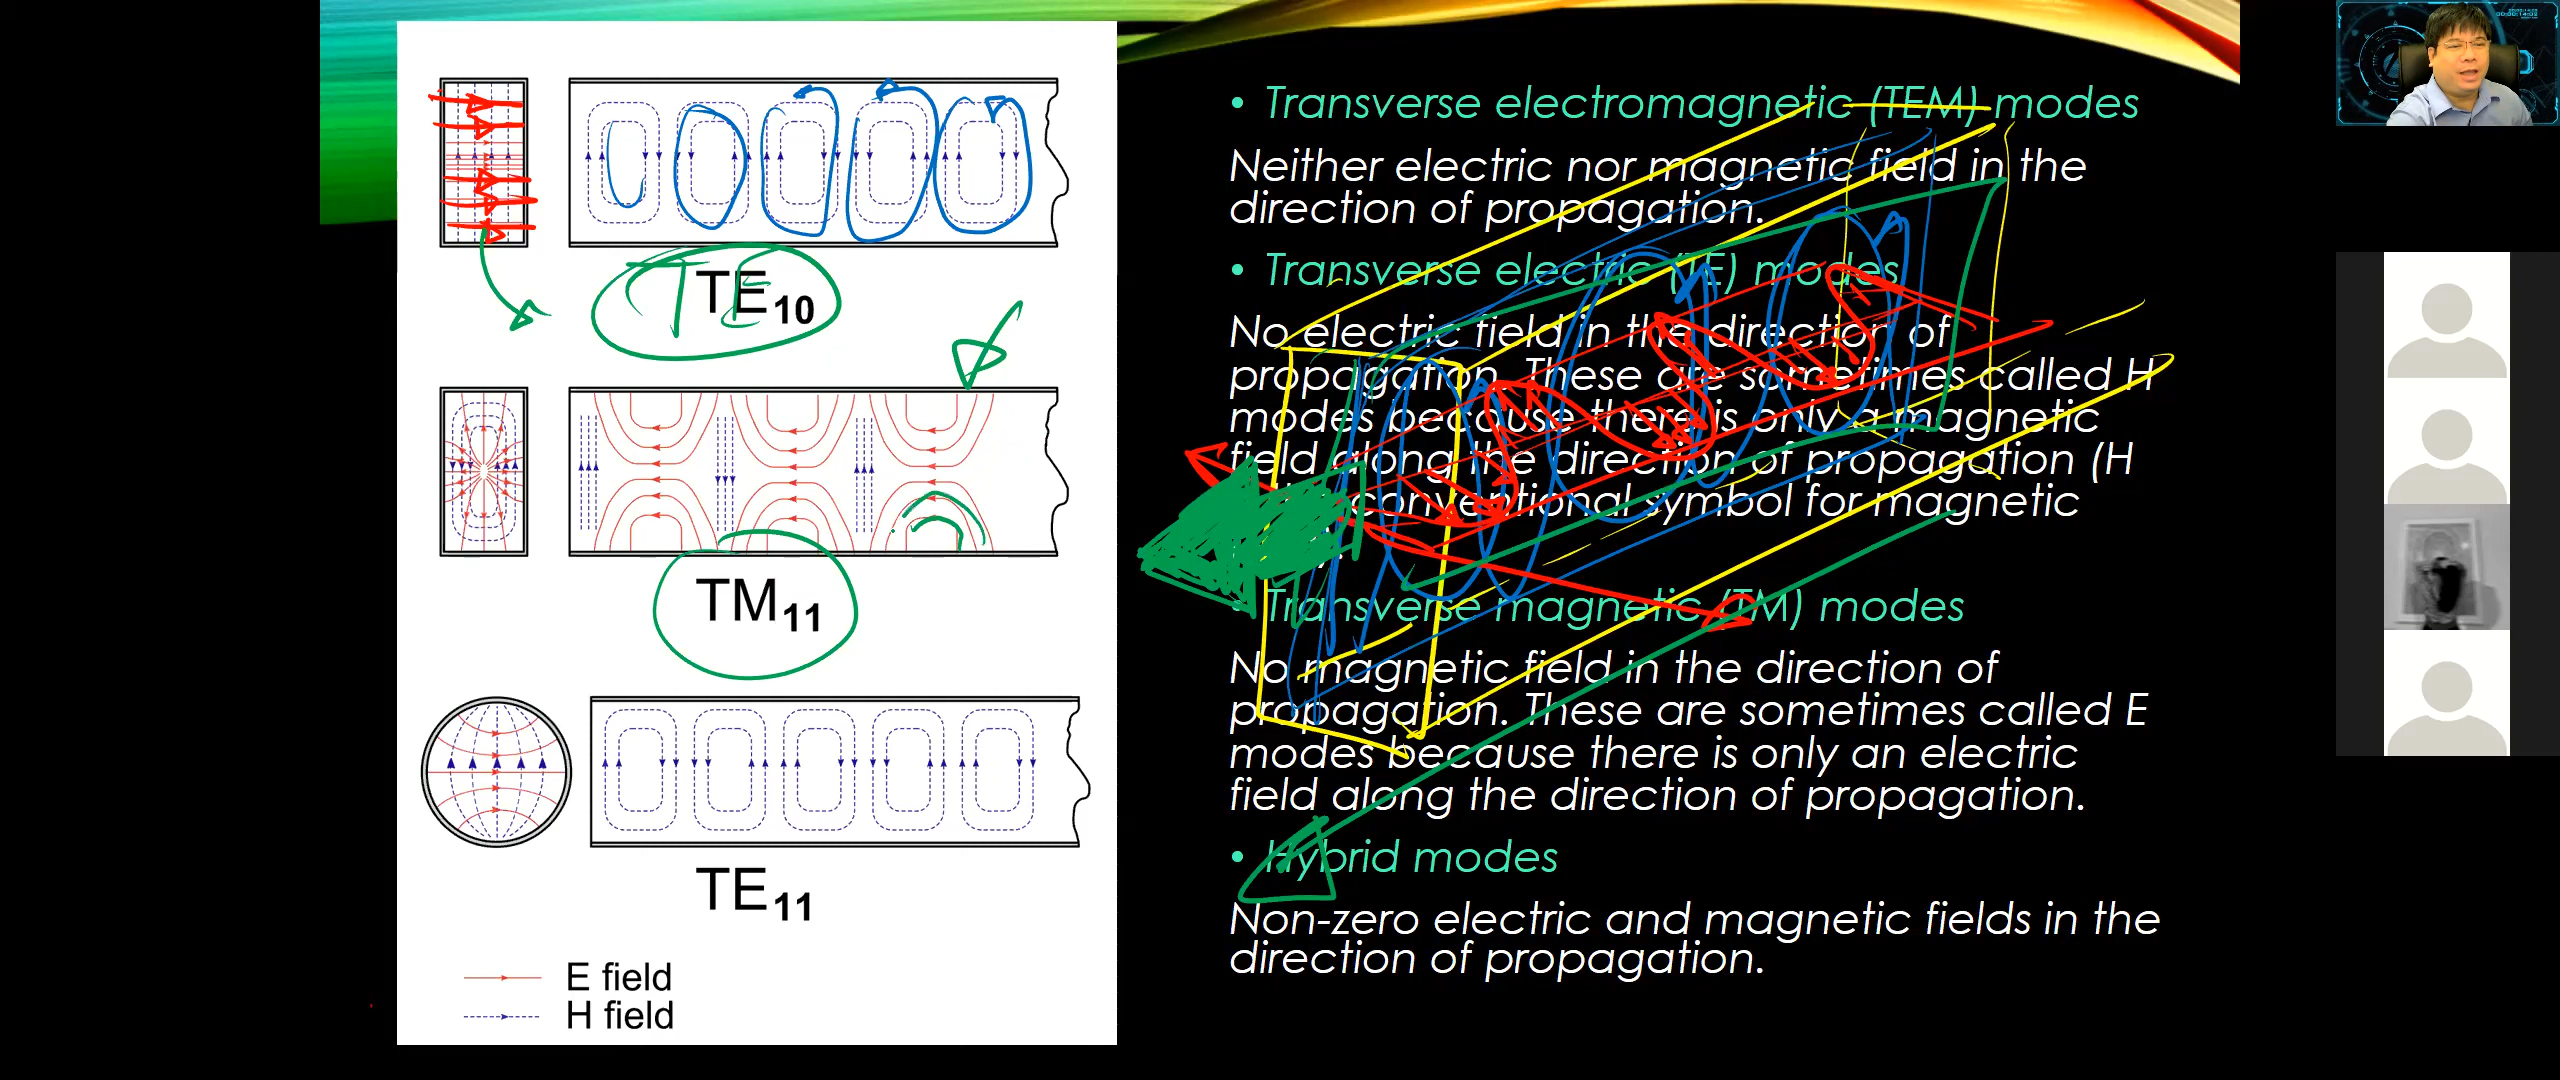 TE10
TE
TM11
TE11
E field
H field
• Transverse electromagnetic (TEM) modes
Neither electric nor magnetic field in the
direction of propagation.
• Transverse electric (TE) modes
No electric field in the direction of
propagation. These are sometimes called H
modes because there is only a magnetic
field along the direction of propagation (H
conventional symbol for magnetic
• Transverse magnetic (TM) modes
No magnetic field in the direction of
propagation. These are sometimes called E
modes because there is only an electric
field along the direction of propagation.
• Hybrid modes
Non-zero electric and magnetic fields in the
direction of propagation.